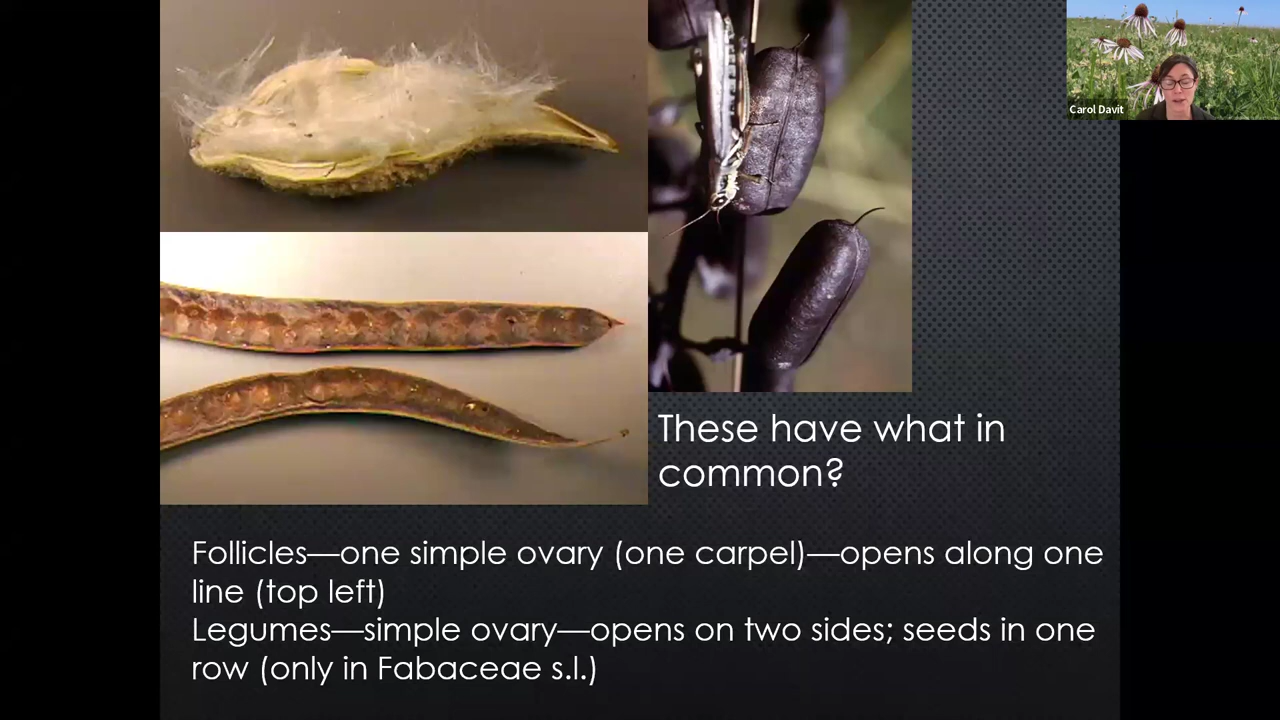 Carol Davit
These have what in
common?
Follicles—one simple ovary (one carpel)—opens along one
line (top left)
Legumes—simple ovary—opens on two sides; seeds in one
row (only in Fabaceae s.l.)